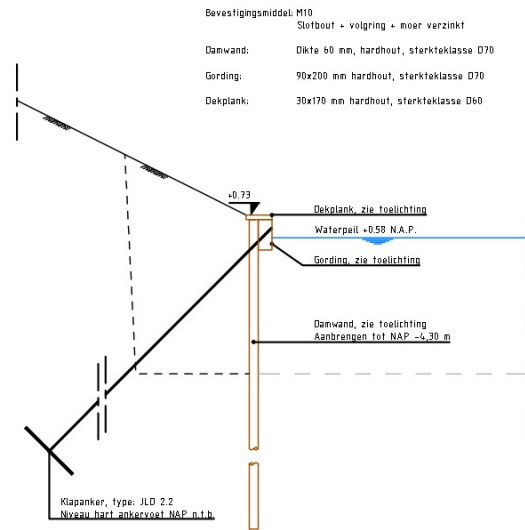 Bevestigingsmiddel: M10
Slotbout + volgring + moer verzinkt
Damwand: Dikte 60 mm, hardhout, sterkteklasse D70
Gording: 90x200 mm hardhout, sterkteklasse D70
Dekplank: 30x170 mm hardhout, sterkteklasse D60
+0.73
Dekplank, zie toelichting
Waterpeil +0.58 N.A.P.
Gording, zie toelichting
Damwand, zie toelichting
Aanbrengen tot NAP -4,30 m
Klapanker, type: JLD 2.2
Niveau hart ankervoet NAP n.t.b.